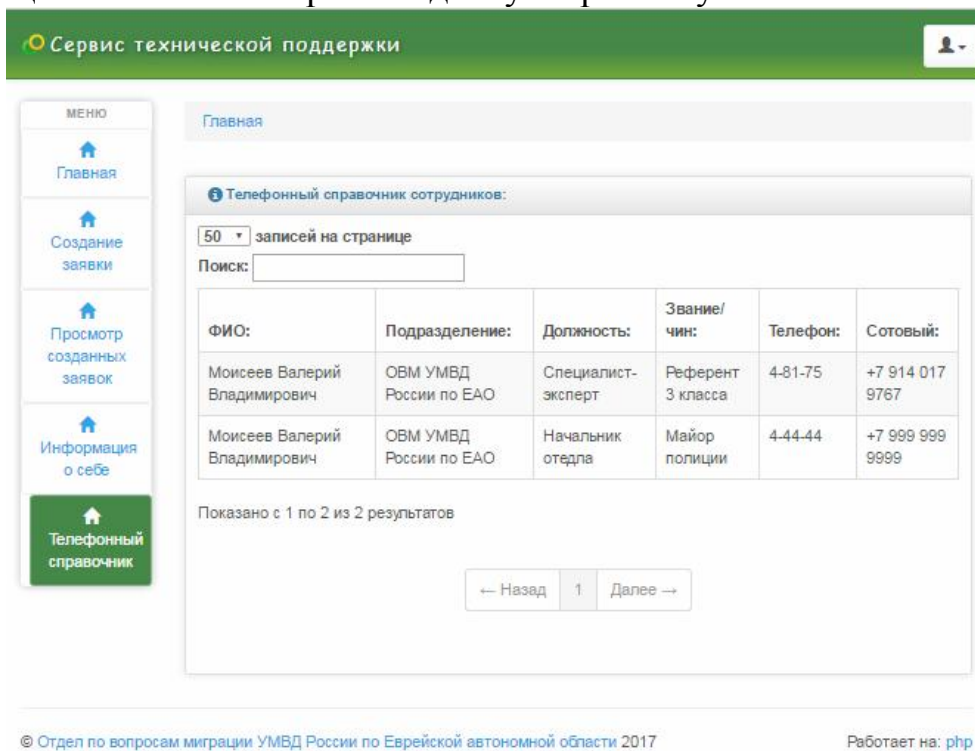 Сервис технической поддержки
МЕНЮ
Главная
Создание
заявки
Просмотр
созданных
заявок
Информация
о себе
Телефонный
справочник
Главная
Телефонный справочник сотрудников:
50 записей на странице
Поиск:
ФИО: Подразделение: Должность: Звание/ чин: Телефон: Сотовый:
Моисеев Валерий ОВМ УМВД Специалист- Референт 4-81-75 +7 914 017
Владимирович России по ЕАО эксперт 3 класса 9767
Моисеев Валерий ОВМ УМВД Начальник Майор 4-44-44 +7 999 999
Владимирович России по ЕАО отедла полиции 9999
Показано с 1 по 2 из 2 результатов
← Назад 1 Далее →
© Отдел по вопросам миграции УМВД России по Еврейской автономной области 2017 Работает на: php